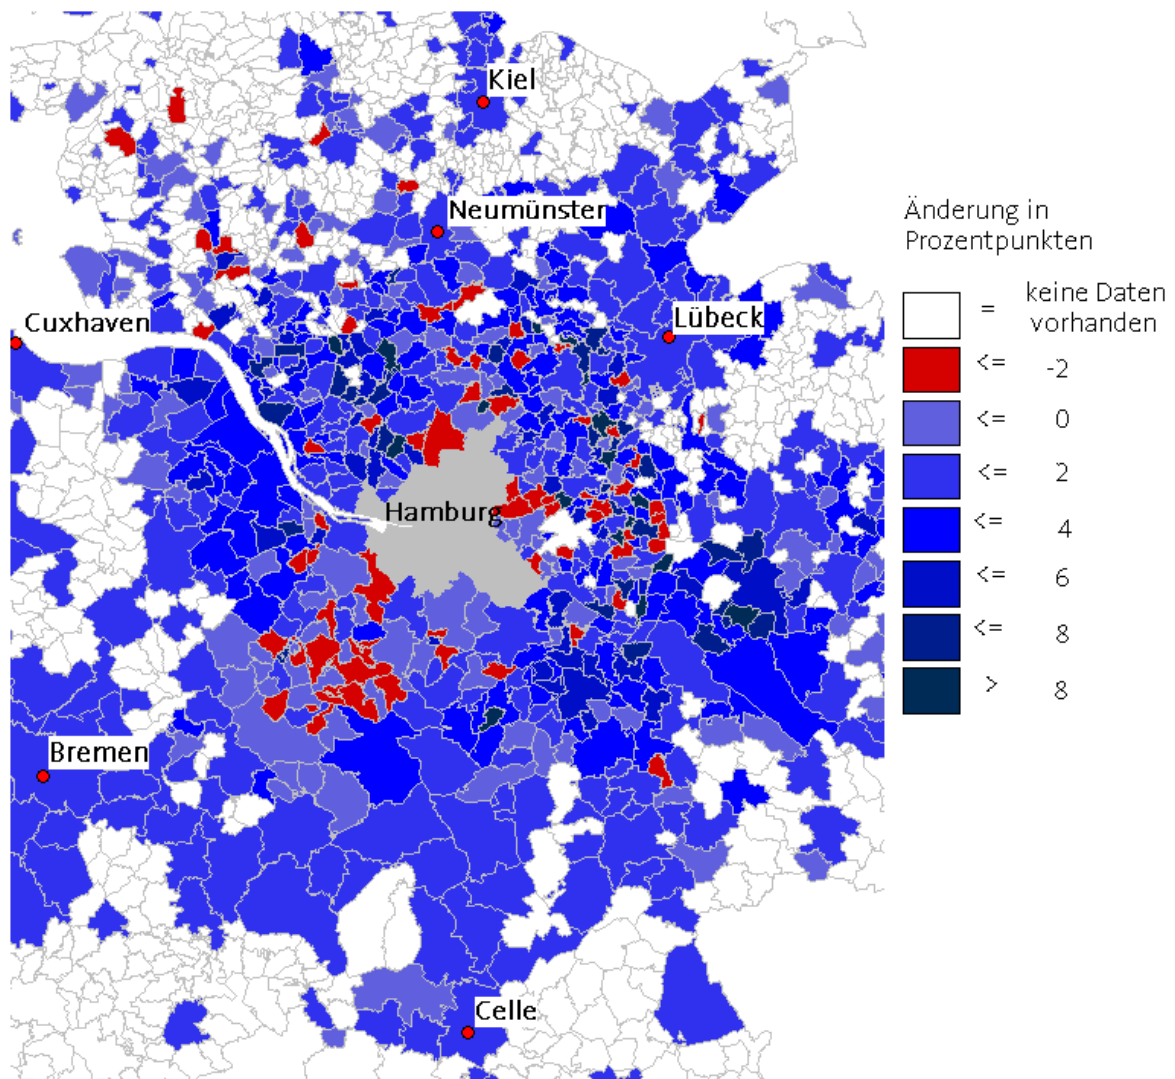 Kiel
Neumünster
Cuxhaven
Lübeck
Hamburg
Bremen
Celle
Änderung in
Prozentpunkten
= keine Daten
vorhanden
<= -2
<= 0
<= 2
<= 4
<= 6
<= 8
> 8